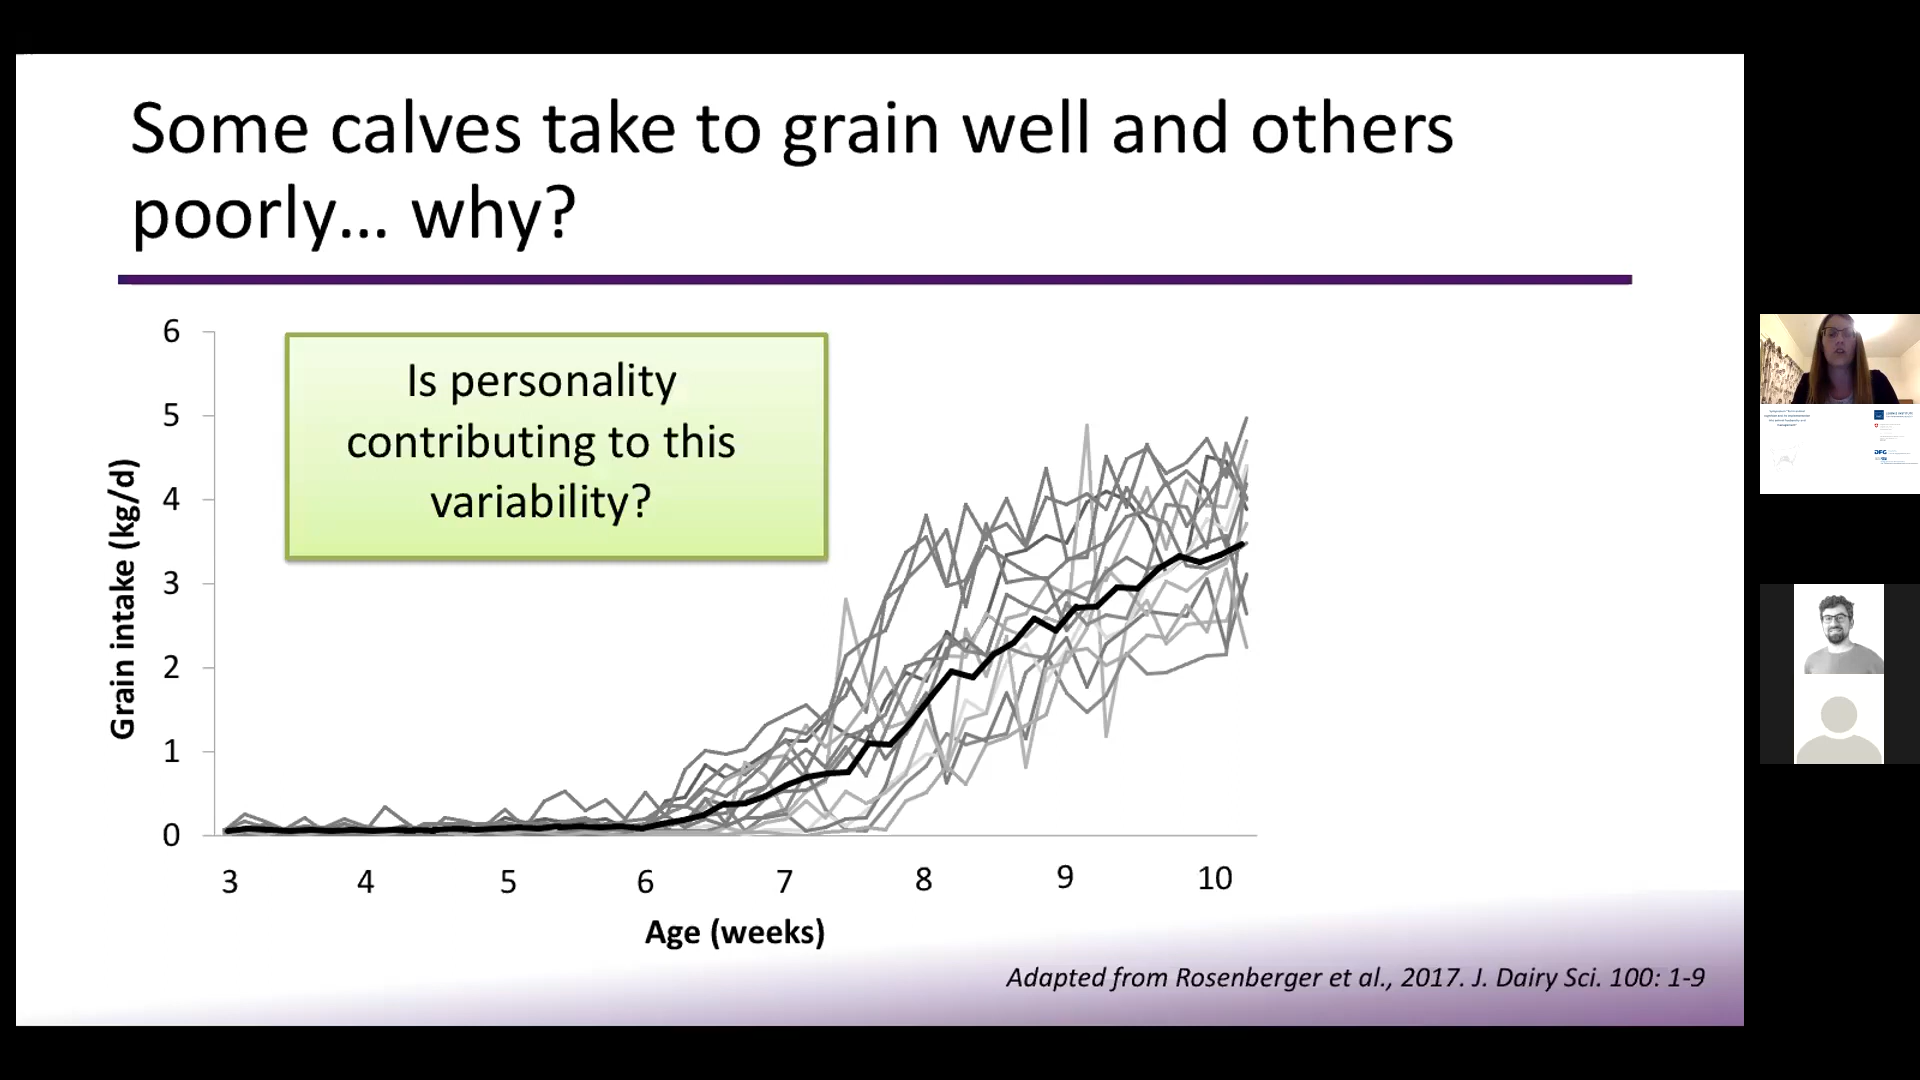 Some calves take to grain well and others
poorly... why?
Is personality
contributing to this
variability?
Grain intake (kg/d)
6
5
4
3
2
1
0
3 4 5 6 7 8 9 10
Age (weeks)
Adapted from Rosenberger et al., 2017. J. Dairy Sci. 100: 1-9
DFG